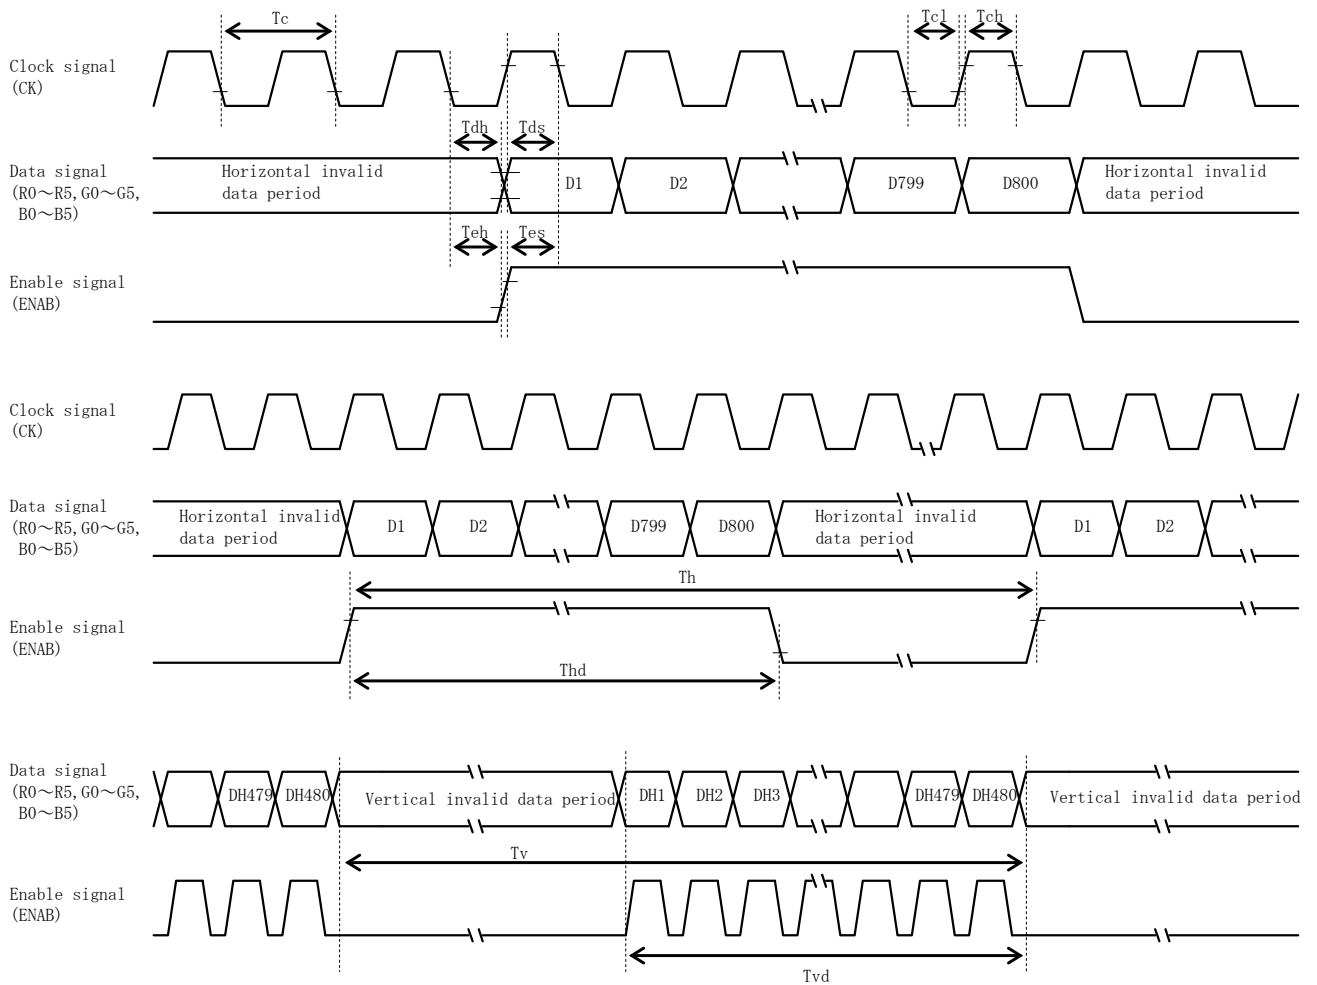 Tc
Tcl
Tch
Clock signal
(CK)
Tdh
Tds
Data signal
(R0〜R5,G0〜G5,
B0〜B5)
Horizontal invalid
data period
D1
D2
D799
D800
Horizontal invalid
data period
Teh
Tes
Enable signal
(ENAB)
Clock signal
(CK)
Data signal
(R0〜R5,G0〜G5,
B0〜B5)
Horizontal invalid
data period
D1
D2
D799
D800
Horizontal invalid
data period
D1
D2
Th
Enable signal
(ENAB)
Thd
Data signal
(R0〜R5,G0〜G5,
B0〜B5)
DH479
DH480
Vertical invalid data period
DH1
DH2
DH3
DH479
DH480
Vertical invalid data period
Tv
Enable signal
(ENAB)
Tvd